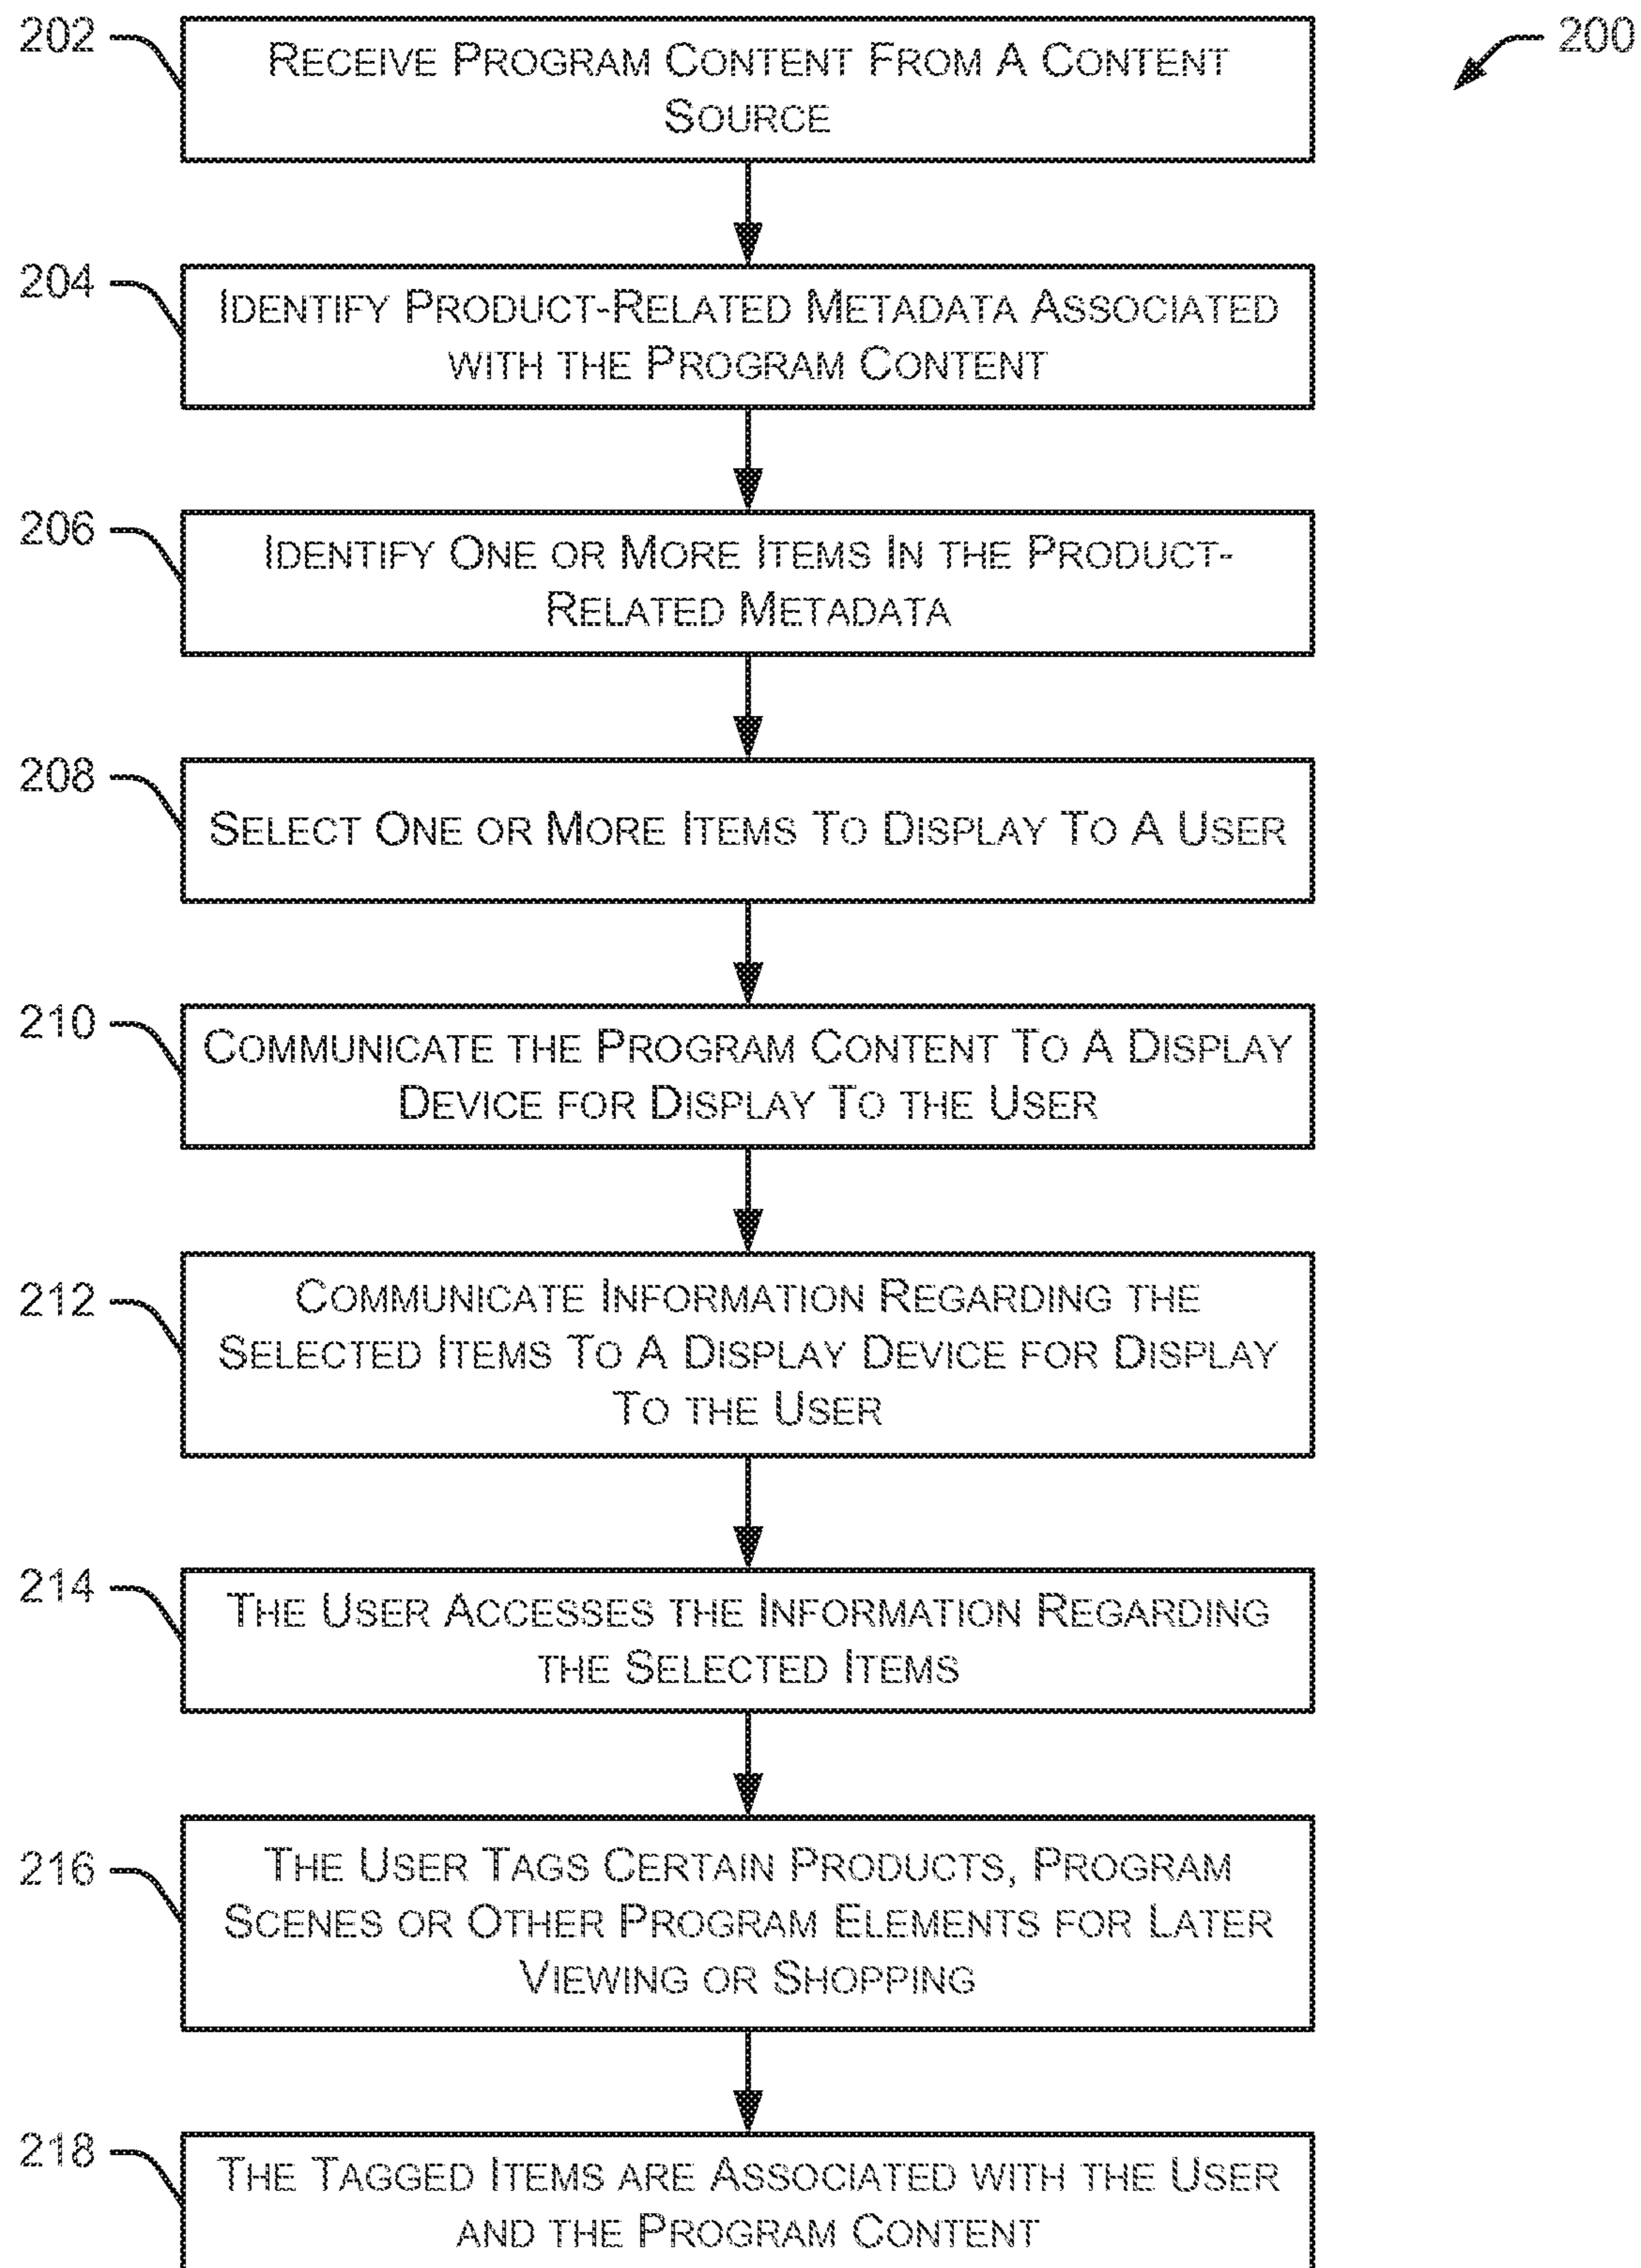 202
200
RECEIVE PROGRAM CONTENT FROM A CONTENT
SOURCE
204
IDENTIFY PRODUCT-RELATED METADATA ASSOCIATED
WITH THE PROGRAM CONTENT
206
IDENTIFY ONE OR MORE ITEMS IN THE PRODUCT-
RELATED METADATA
208
SELECT ONE OR MORE ITEMS TO DISPLAY TO A USER
210
COMMUNICATE THE PROGRAM CONTENT TO A DISPLAY
DEVICE FOR DISPLAY TO THE USER
212
COMMUNICATE INFORMATION REGARDING THE
SELECTED ITEMS TO A DISPLAY DEVICE FOR DISPLAY
TO THE USER
214
THE USER ACCESSES THE INFORMATION REGARDING
THE SELECTED ITEMS
216
THE USER TAGS CERTAIN PRODUCTS, PROGRAM
SCENES OR OTHER PROGRAM ELEMENTS FOR LATER
VIEWING OR SHOPPING
218
THE TAGGED ITEMS ARE ASSOCIATED WITH THE USER
AND THE PROGRAM CONTENT